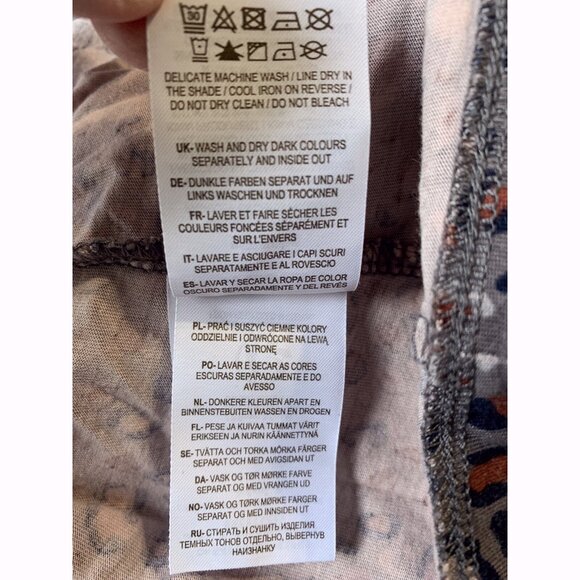 30
DELICATE MACHINE WASH / LINE DRY IN
THE SHADE / COOL IRON ON REVERSE /
DO NOT DRY CLEAN / DO NOT BLEACH
UK- WASH AND DRY DARK COLOURS
SEPARATELY AND INSIDE OUT
DE- DUNKLE FARBEN SEPARAT UND AUF
LINKS WASCHEN UND TROCKNEN
FR- LAVER ET FAIRE SÉCHER LES
COULEURS FONCÉES SÉPARÉMENT ET
SUR L'ENVERS
IT- LAVARE E ASCIUGARE I CAPI SCURI
SEPARATAMENTE E AL ROVESCIO
ES- LAVAR Y SECAR LA ROPA DE COLOR
OSCURO SEPARADAMENTE Y DEL REVÉS
PL- PRAĆ I SUSZYĆ CIEMNE KOLORY
ODDZIELNIE I ODWRÓCONE NA LEWĄ
STRONĘ
PO- LAVAR E SECAR AS CORES
ESCURAS SEPARADAMENTE E DO
AVESSO
NL- DONKERE KLEUREN APART EN
BINNENSTEBUITEN WASSEN EN DROGEN
FL- PESE JA KUIVAA TUMMAT VÄRIT
ERIKSEEN JA NURIN KÄÄNNETTYNÄ
SE- TVÄTTA OCH TORKA MÖRKA FÄRGER
SEPARAT OCH MED AVIGSIDAN UT
DA- VASK OG TØR MØRKE FARVE
SEPARAT OG MED VRANGEN UD
NO- VASK OG TØRK MØRKE FARGER
SEPARAT OG MED INNSIDEN UT
RU- СТИРАТЬ И СУШИТЬ ИЗДЕЛИЯ
ТЕМНЫХ ТОНОВ ОТДЕЛЬНО, ВЫВЕРНУВ
НАИЗНАНКУ